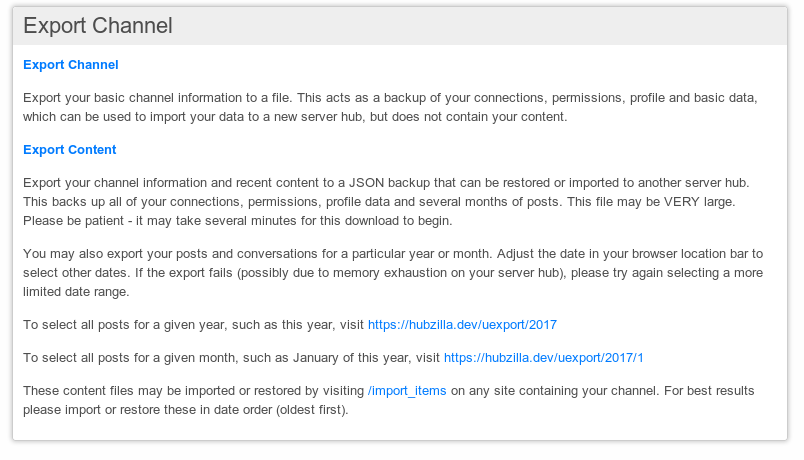 Export Channel
Export Channel
Export your basic channel information to a file. This acts as a backup of your connections, permissions, profile and basic data,
which can be used to import your data to a new server hub, but does not contain your content.
Export Content
Export your channel information and recent content to a JSON backup that can be restored or imported to another server hub.
This backs up all of your connections, permissions, profile data and several months of posts. This file may be VERY large.
Please be patient - it may take several minutes for this download to begin.
You may also export your posts and conversations for a particular year or month. Adjust the date in your browser location bar to
select other dates. If the export fails (possibly due to memory exhaustion on your server hub), please try again selecting a more
limited date range.
To select all posts for a given year, such as this year, visit https://hubzilla.dev/uexport/2017
To select all posts for a given month, such as January of this year, visit https://hubzilla.dev/uexport/2017/1
These content files may be imported or restored by visiting /import_items on any site containing your channel. For best results
please import or restore these in date order (oldest first).